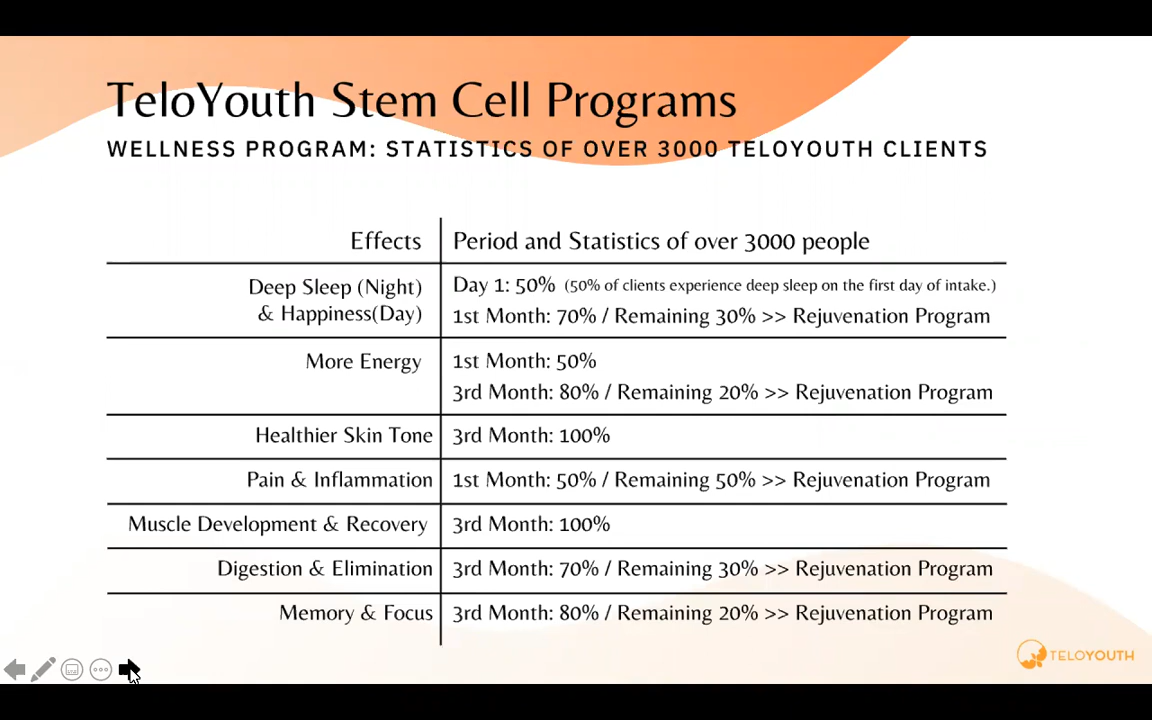 TeloYouth Stem Cell Programs
WELLNESS PROGRAM: STATISTICS OF OVER 3000 TELOYOUTH CLIENTS
Effects
Period and Statistics of over 3000 people
Deep Sleep (Night)
& Happiness(Day)
Day 1: 50% (50% of clients experience deep sleep on the first day of intake.)
1st Month: 70% / Remaining 30% >> Rejuvenation Program
More Energy
1st Month: 50%
3rd Month: 80% / Remaining 20% >> Rejuvenation Program
Healthier Skin Tone
3rd Month: 100%
Pain & Inflammation
1st Month: 50% / Remaining 50% >> Rejuvenation Program
Muscle Development & Recovery
3rd Month: 100%
Digestion & Elimination
3rd Month: 70% / Remaining 30% >> Rejuvenation Program
Memory & Focus
3rd Month: 80% / Remaining 20% >> Rejuvenation Program
TELOYOUTH